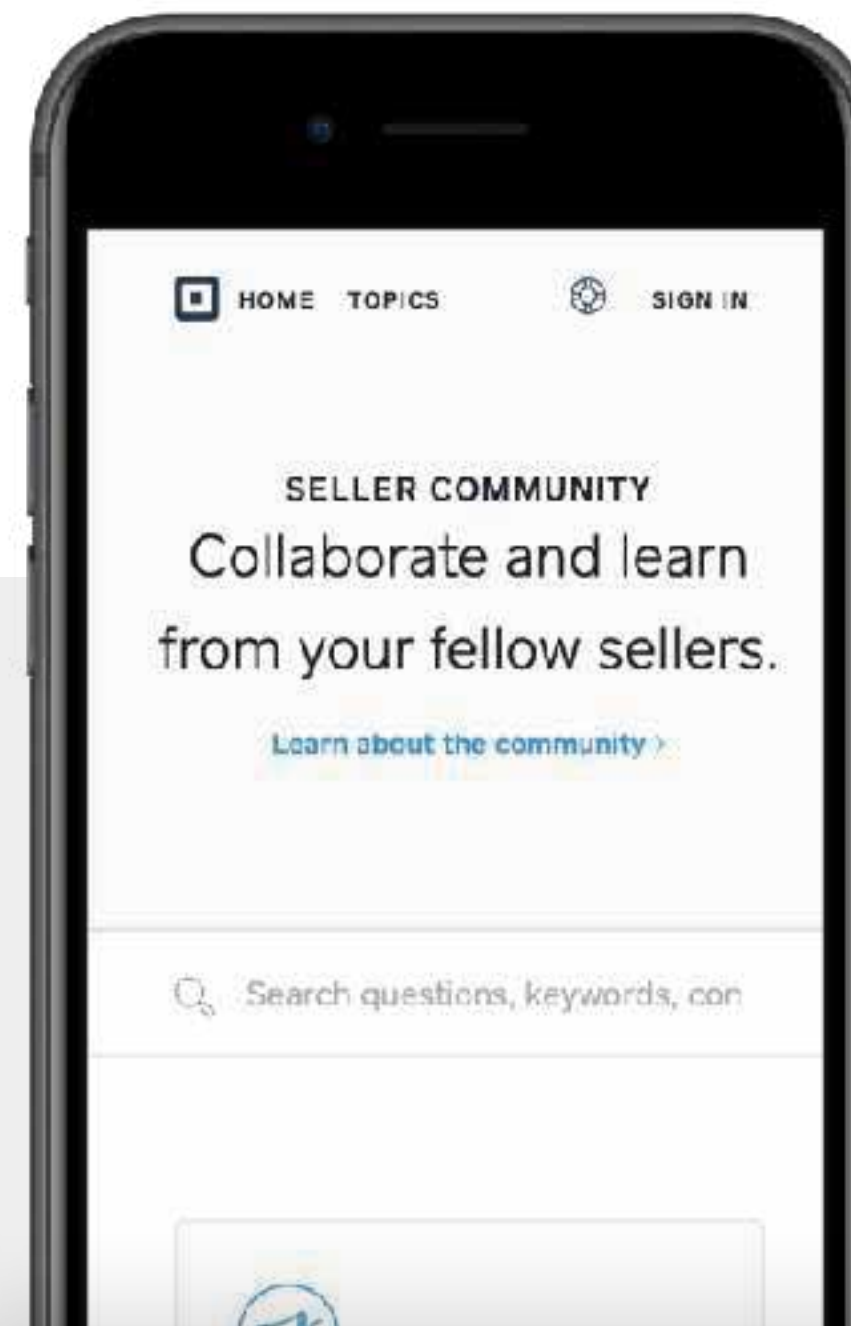 HOME TOPICS SIGN IN
SELLER COMMUNITY
Collaborate and learn
from your fellow sellers.
Learn about the community >
Search questions, keywords, con